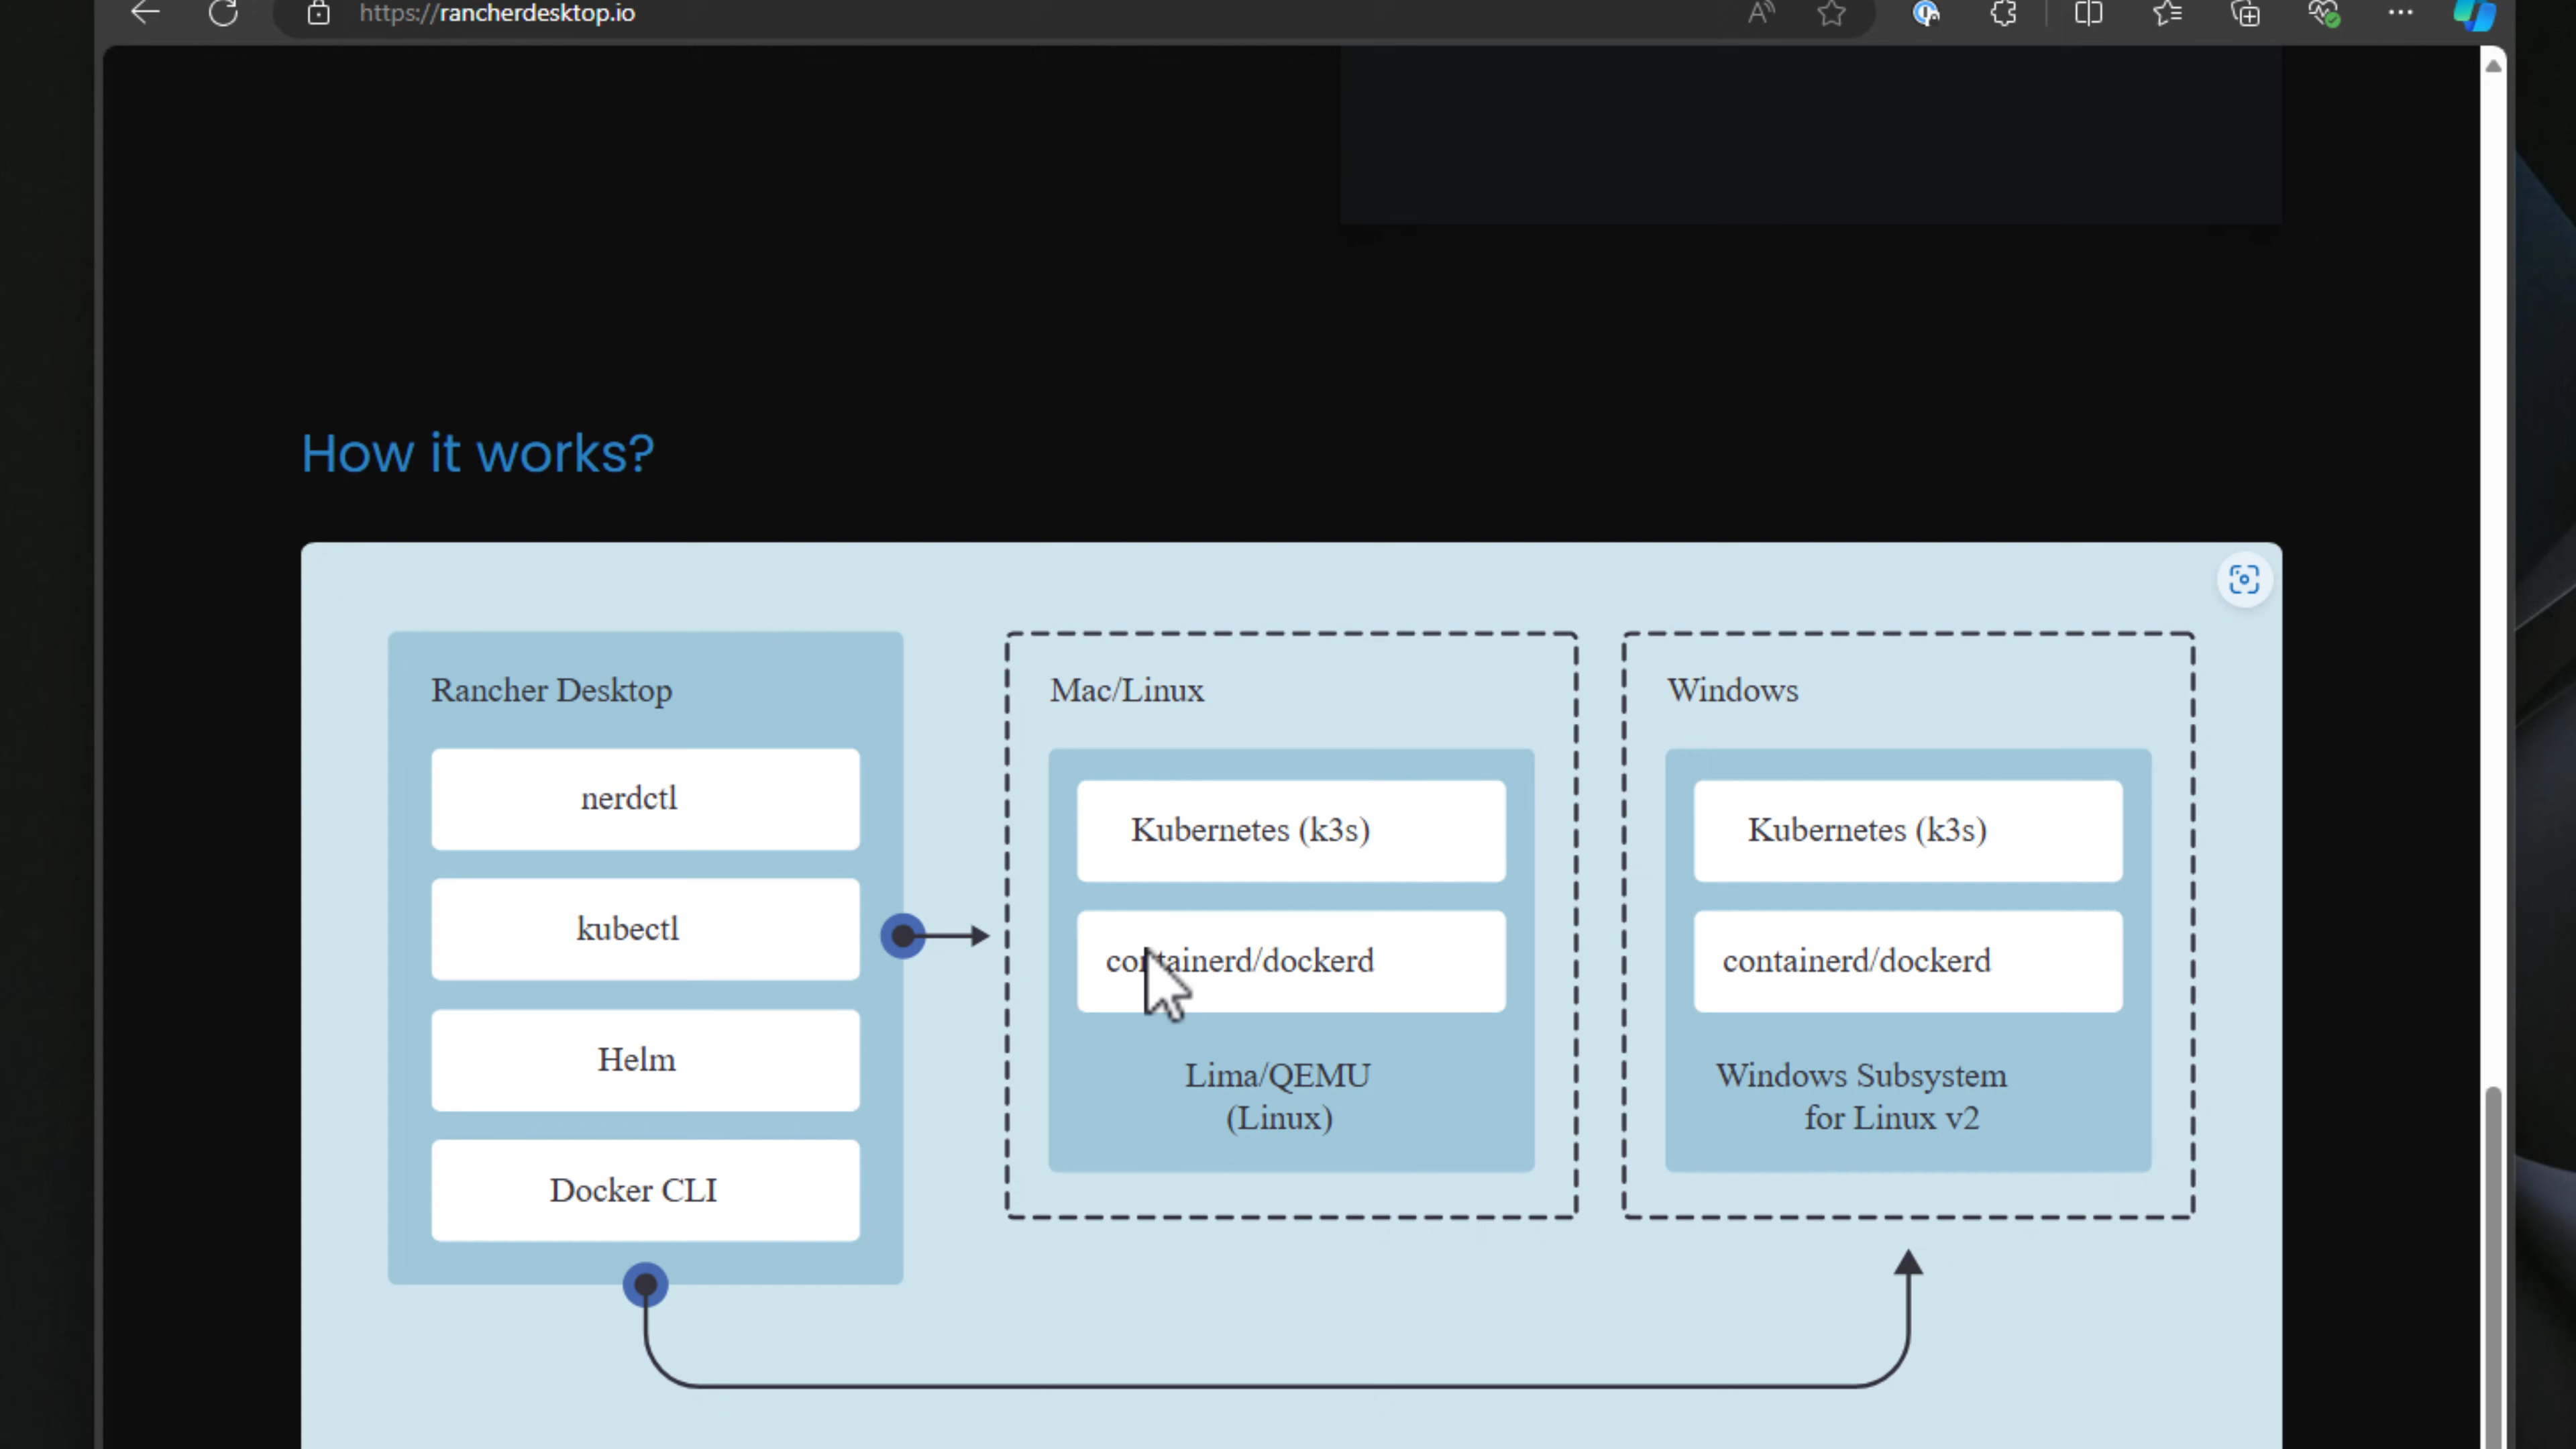 https://rancherdesktop.io
How it works?
Rancher Desktop
nerdctl
kubectl
Helm
Docker CLI
Mac/Linux
Kubernetes (k3s)
containerd/dockerd
Lima/QEMU
(Linux)
Windows
Kubernetes (k3s)
containerd/dockerd
Windows Subsystem
for Linux v2